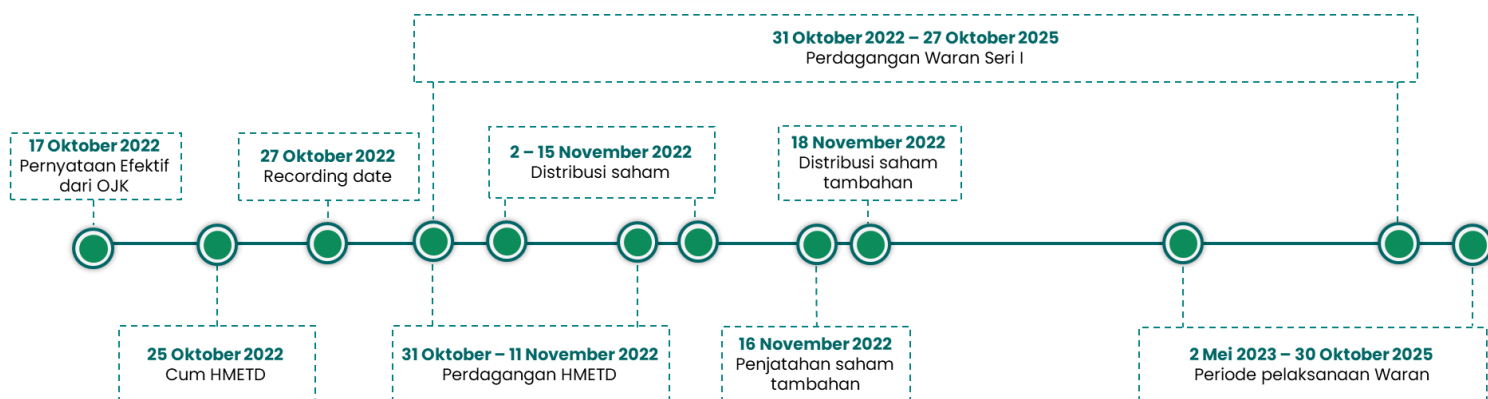 31 Oktober 2022 – 27 Oktober 2025
Perdagangan Waran Seri I
17 Oktober 2022
Pernyataan Efektif
dari OJK
27 Oktober 2022
Recording date
2 – 15 November 2022
Distribusi saham
18 November 2022
Distribusi saham
tambahan
25 Oktober 2022
Cum HMETD
31 Oktober – 11 November 2022
Perdagangan HMETD
16 November 2022
Penjatahan saham
tambahan
2 Mei 2023 – 30 Oktober 2025
Periode pelaksanaan Waran